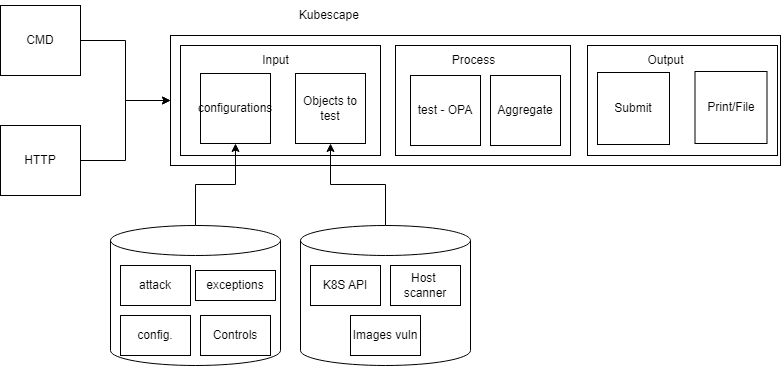 Kubescape
CMD
HTTP
Input
configurations
Objects to
test
Process
test - OPA
Aggregate
Output
Submit
Print/File
attack
exceptions
config.
Controls
K8S API
Host
scanner
Images vuln